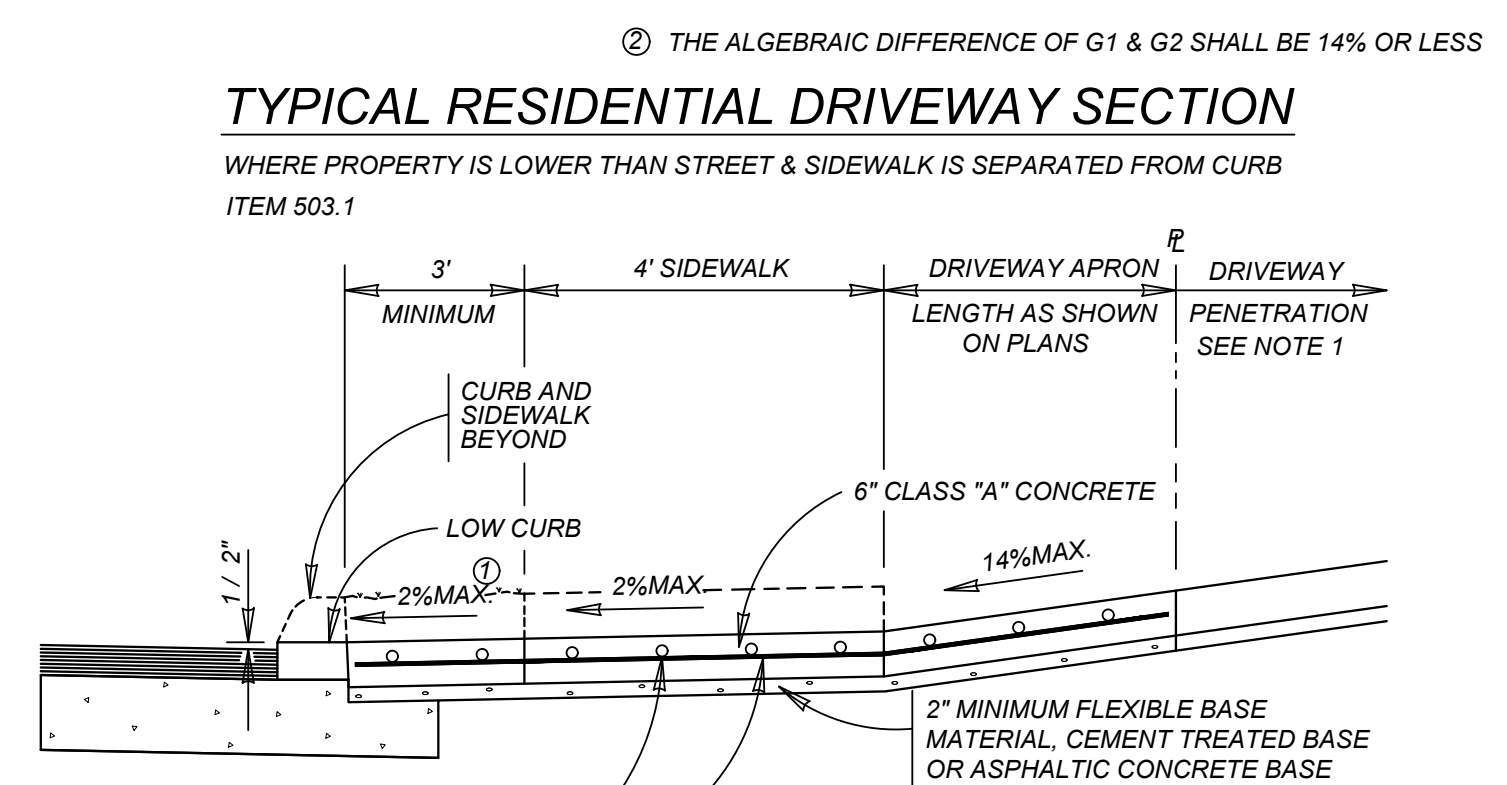 ② THE ALGEBRAIC DIFFERENCE OF G1 & G2 SHALL BE 14% OR LESS
TYPICAL RESIDENTIAL DRIVEWAY SECTION
WHERE PROPERTY IS LOWER THAN STREET & SIDEWALK IS SEPARATED FROM CURB
ITEM 503.1
PL
3'
MINIMUM
4' SIDEWALK
DRIVEWAY APRON
LENGTH AS SHOWN
ON PLANS
DRIVEWAY
PENETRATION
SEE NOTE 1
CURB AND
SIDEWALK
BEYOND
6" CLASS "A" CONCRETE
LOW CURB
1 / 2"
①
2%MAX.
2%MAX.
14%MAX.
2" MINIMUM FLEXIBLE BASE
MATERIAL, CEMENT TREATED BASE
OR ASPHALTIC CONCRETE BASE